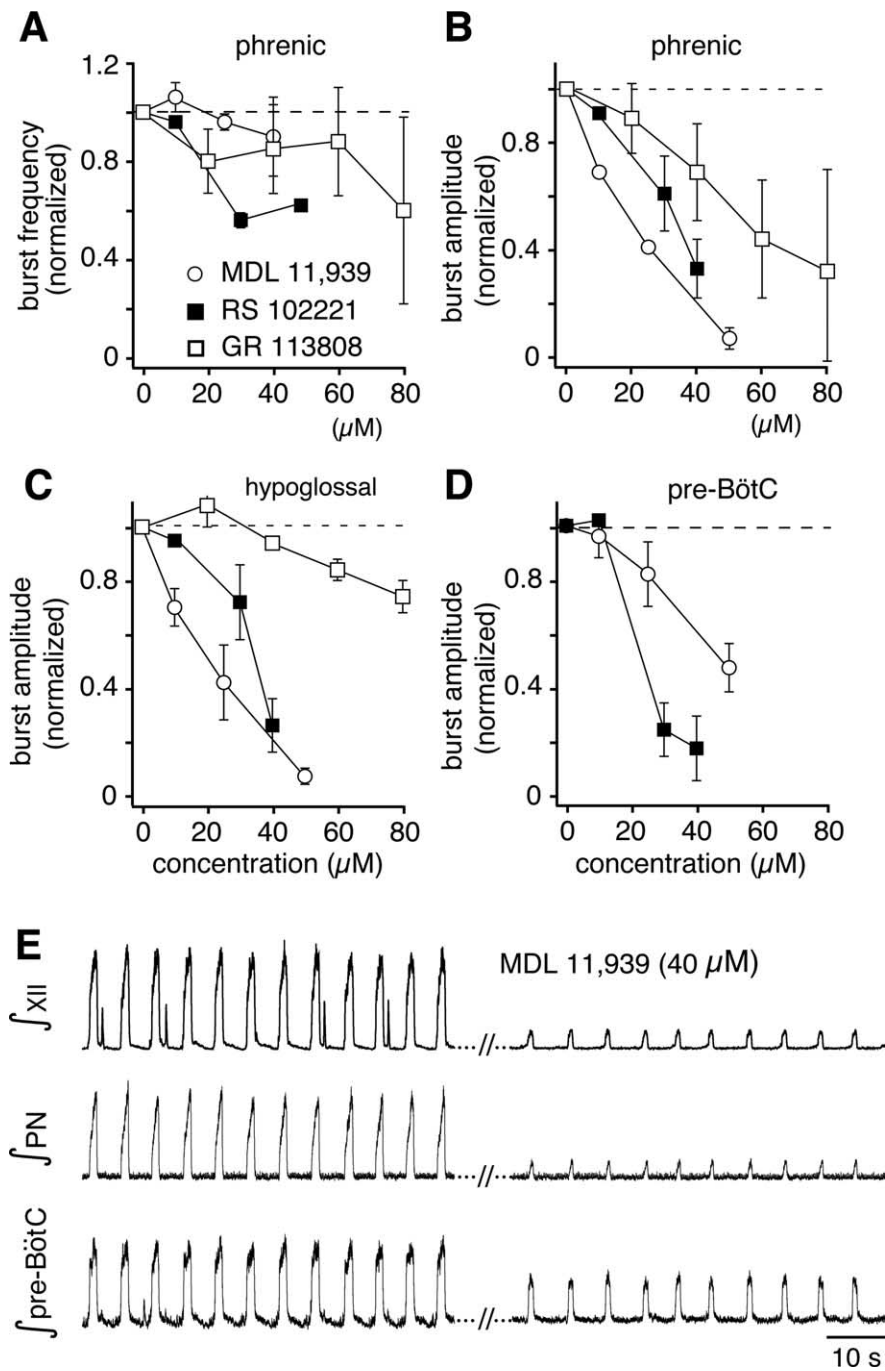 A
phrenic
burst frequency
(normalized)
1.2
0.8
0.4
0
MDL 11,939
RS 102221
GR 113808
0 20 40 60 80
(µM)
B
phrenic
burst amplitude
(normalized)
0.8
0.4
0
0 20 40 60 80
(µM)
C
hypoglossal
burst amplitude
(normalized)
0.8
0.4
0
0 20 40 60 80
concentration (µM)
D
pre-BötC
burst amplitude
(normalized)
0.8
0.4
0
0 20 40 60 80
concentration (µM)
E
MDL 11,939 (40 µM)
∫XII
∫PN
∫pre-BötC
10 s